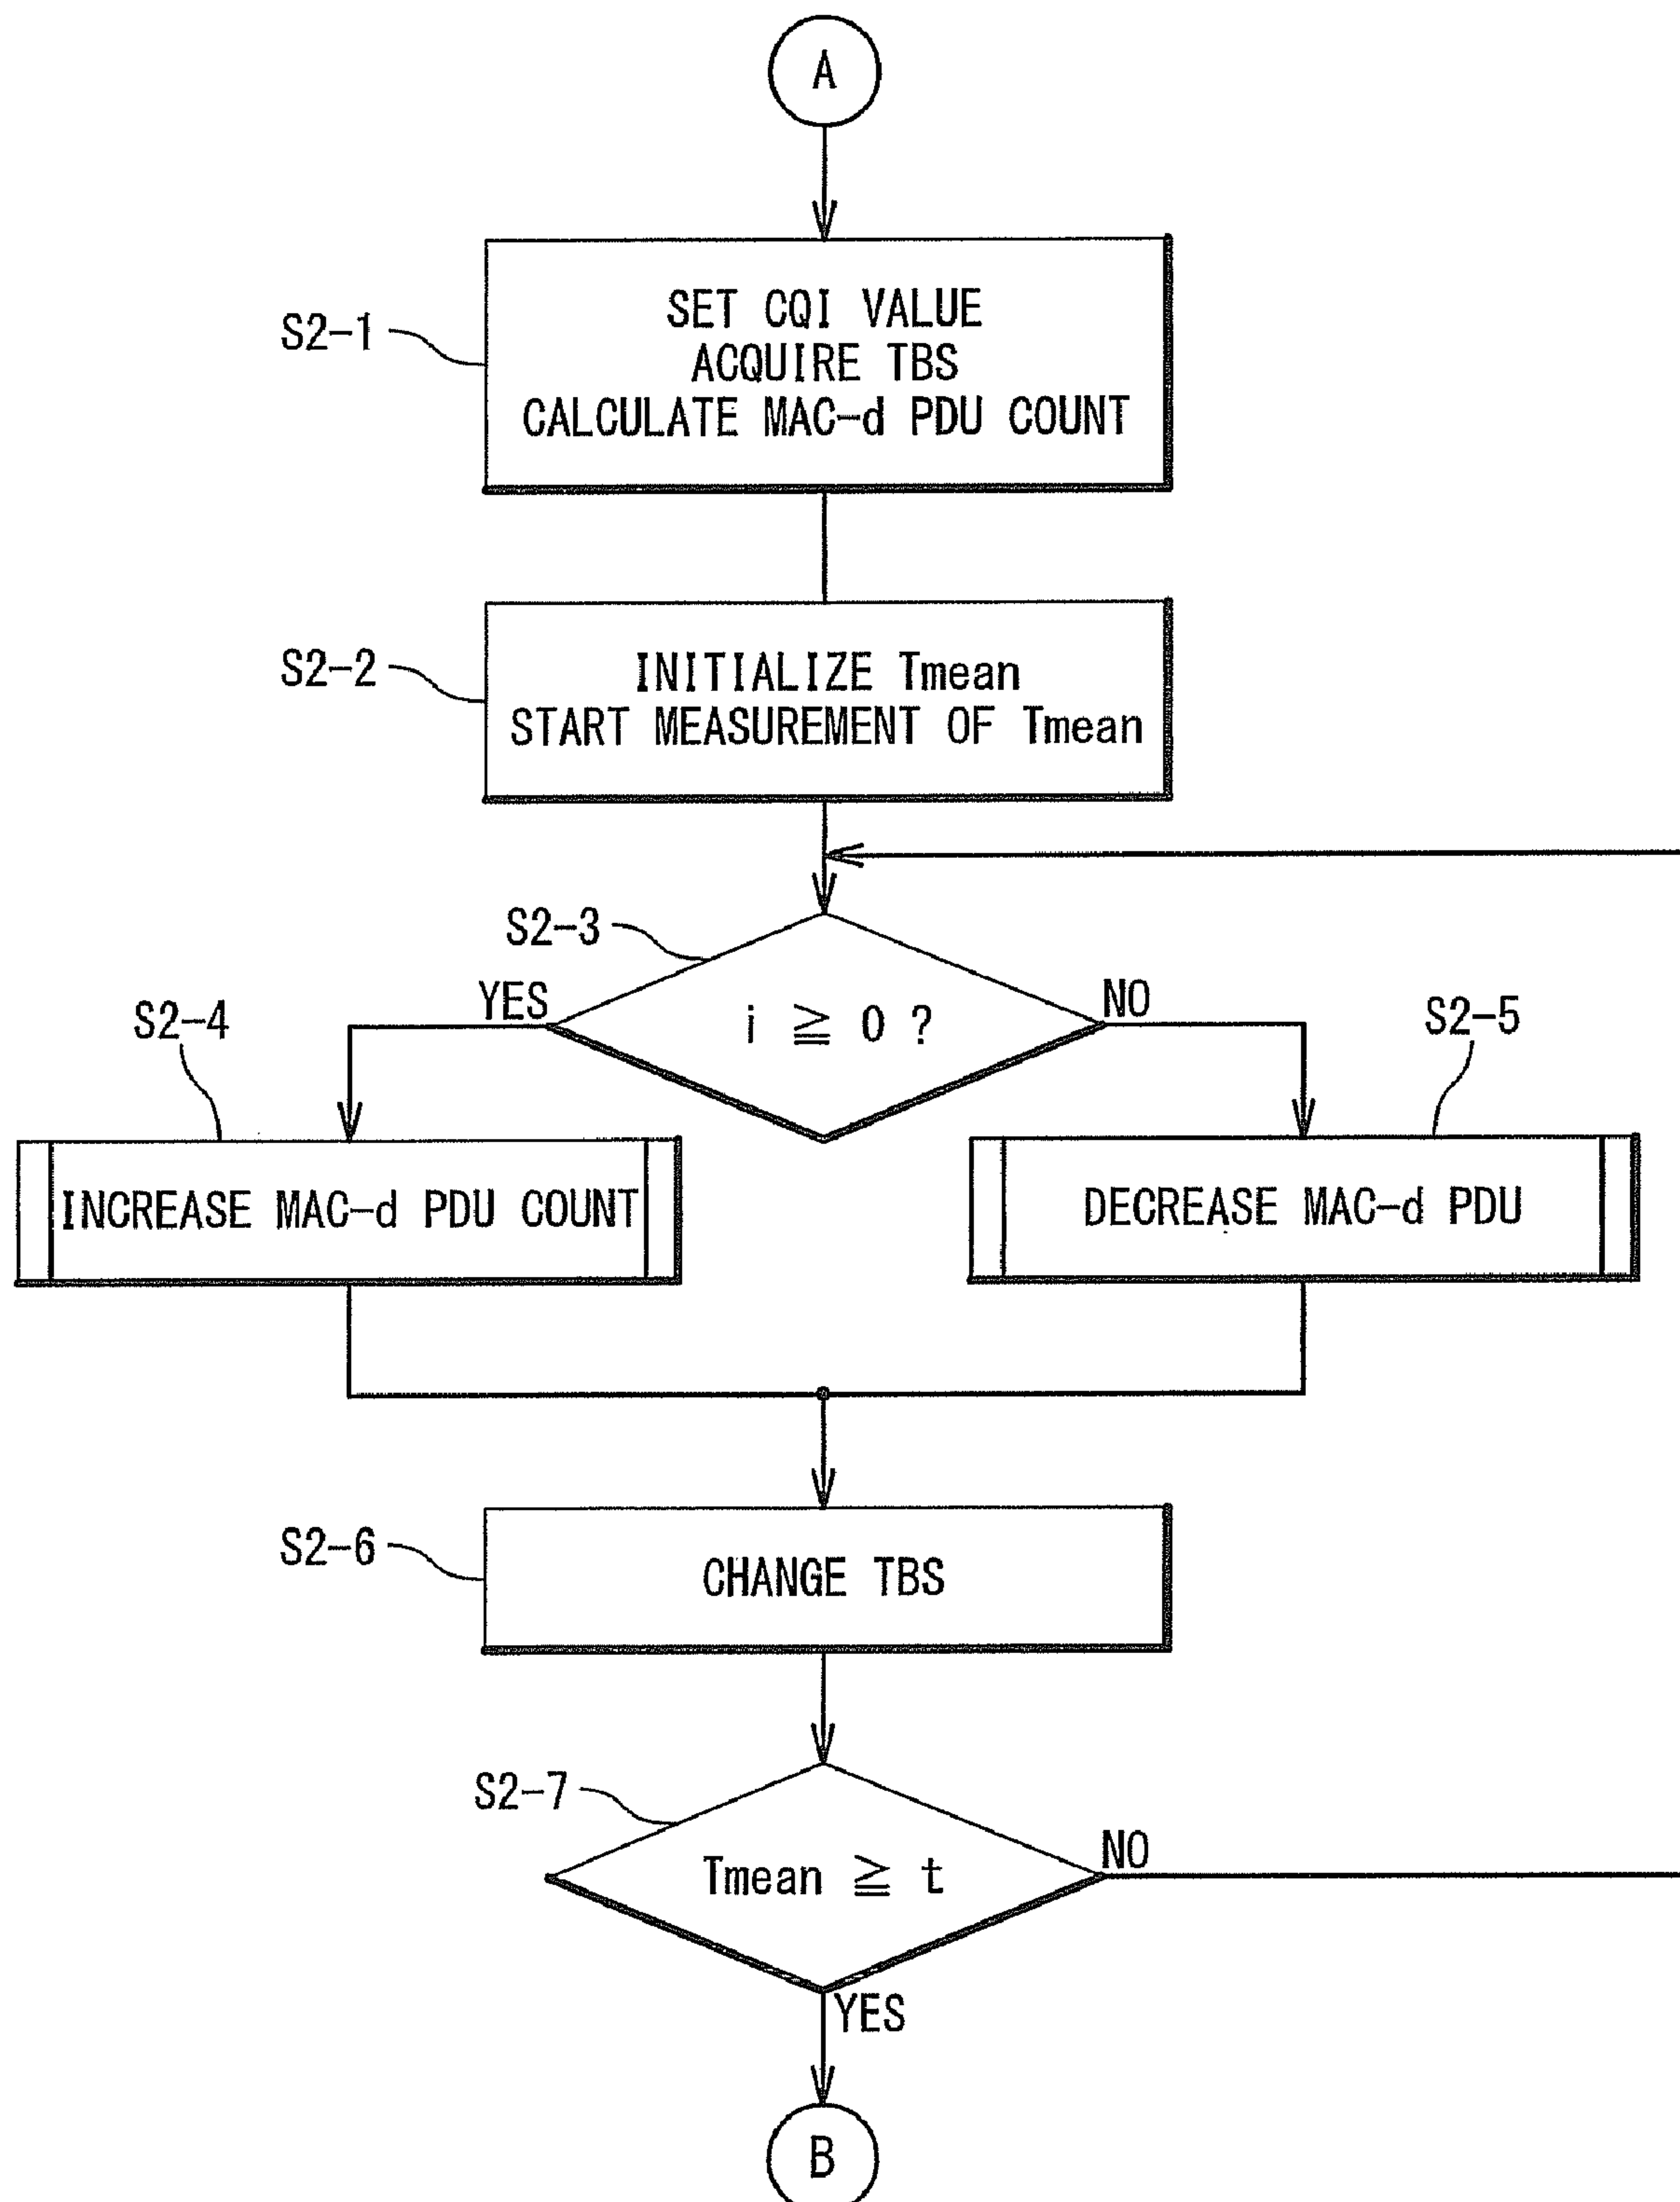 A
S2-1
SET CQI VALUE
ACQUIRE TBS
CALCULATE MAC-d PDU COUNT
S2-2
INITIALIZE Tmean
START MEASUREMENT OF Tmean
S2-3
YES
i ≧ 0 ?
NO
S2-4
S2-5
INCREASE MAC-d PDU COUNT
DECREASE MAC-d PDU
S2-6
CHANGE TBS
S2-7
Tmean ≧ t
NO
YES
B